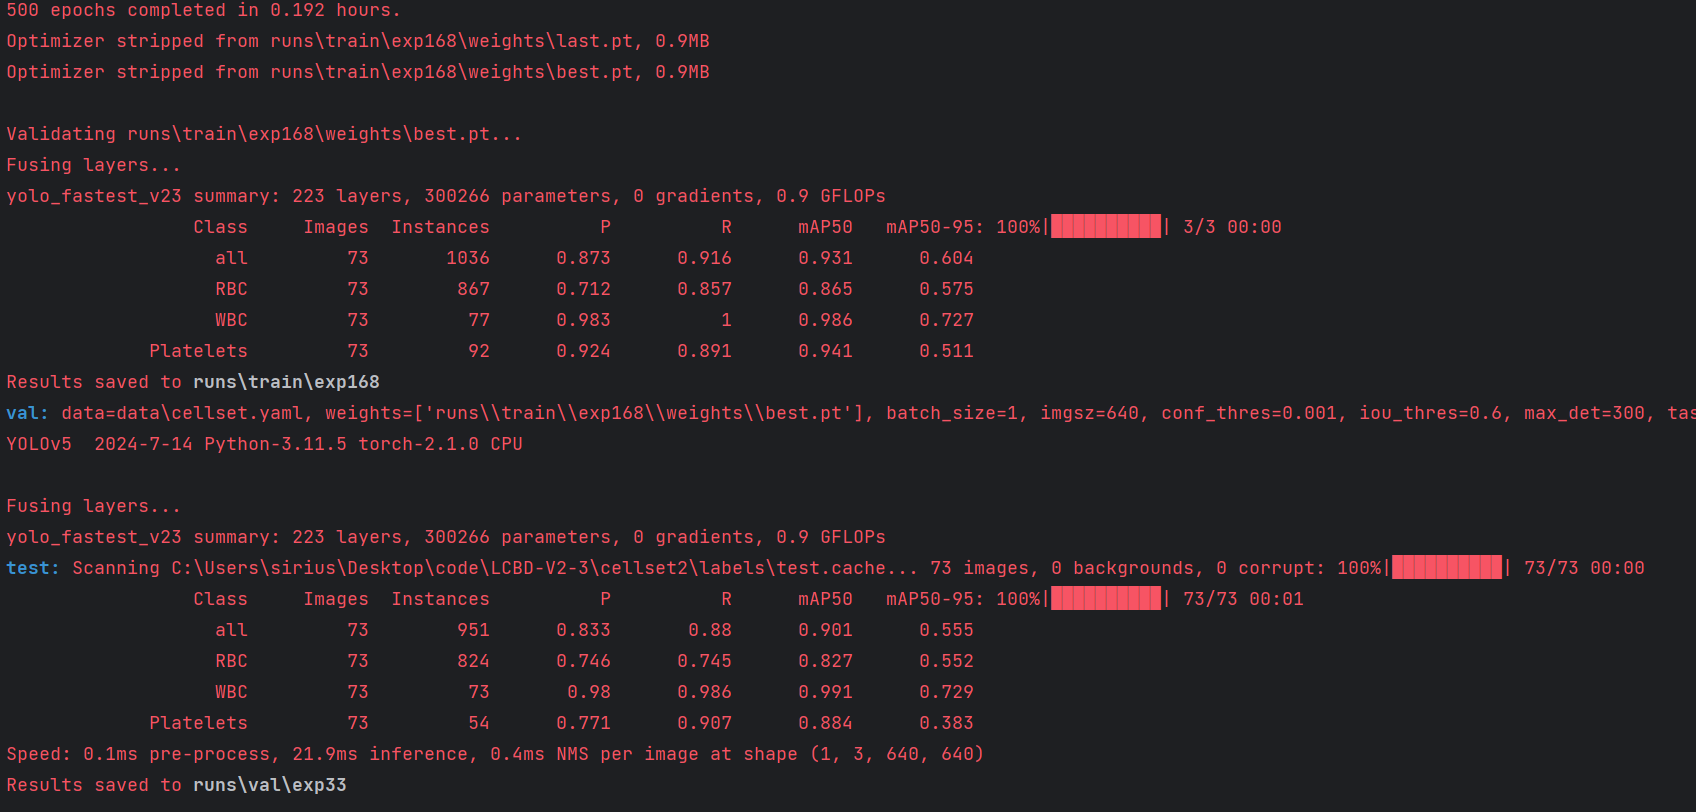 500 epochs completed in 0.192 hours.
Optimizer stripped from runs\train\exp168\weights\last.pt, 0.9MB
Optimizer stripped from runs\train\exp168\weights\best.pt, 0.9MB
Validating runs\train\exp168\weights\best.pt...
Fusing layers...
yolo_fastest_v23 summary: 223 layers, 300266 parameters, 0 gradients, 0.9 GFLOPs
Class Images Instances P R mAP50 mAP50-95: 100%|██████████| 3/3 00:00
all 73 1036 0.873 0.916 0.931 0.604
RBC 73 867 0.712 0.857 0.865 0.575
WBC 73 77 0.983 1 0.986 0.727
Platelets 73 92 0.924 0.891 0.941 0.511
Results saved to runs\train\exp168
val: data=data\cellset.yaml, weights=['runs\\train\\exp168\\weights\\best.pt'], batch_size=1, imgsz=640, conf_thres=0.001, iou_thres=0.6, max_det=300, tas
YOLOv5 2024-7-14 Python-3.11.5 torch-2.1.0 CPU
Fusing layers...
yolo_fastest_v23 summary: 223 layers, 300266 parameters, 0 gradients, 0.9 GFLOPs
test: Scanning C:\Users\sirius\Desktop\code\LCBD-V2-3\cellset2\labels\test.cache... 73 images, 0 backgrounds, 0 corrupt: 100%|██████████| 73/73 00:00
Class Images Instances P R mAP50 mAP50-95: 100%|██████████| 73/73 00:01
all 73 951 0.833 0.88 0.901 0.555
RBC 73 824 0.746 0.745 0.827 0.552
WBC 73 73 0.98 0.986 0.991 0.729
Platelets 73 54 0.771 0.907 0.884 0.383
Speed: 0.1ms pre-process, 21.9ms inference, 0.4ms NMS per image at shape (1, 3, 640, 640)
Results saved to runs\val\exp33